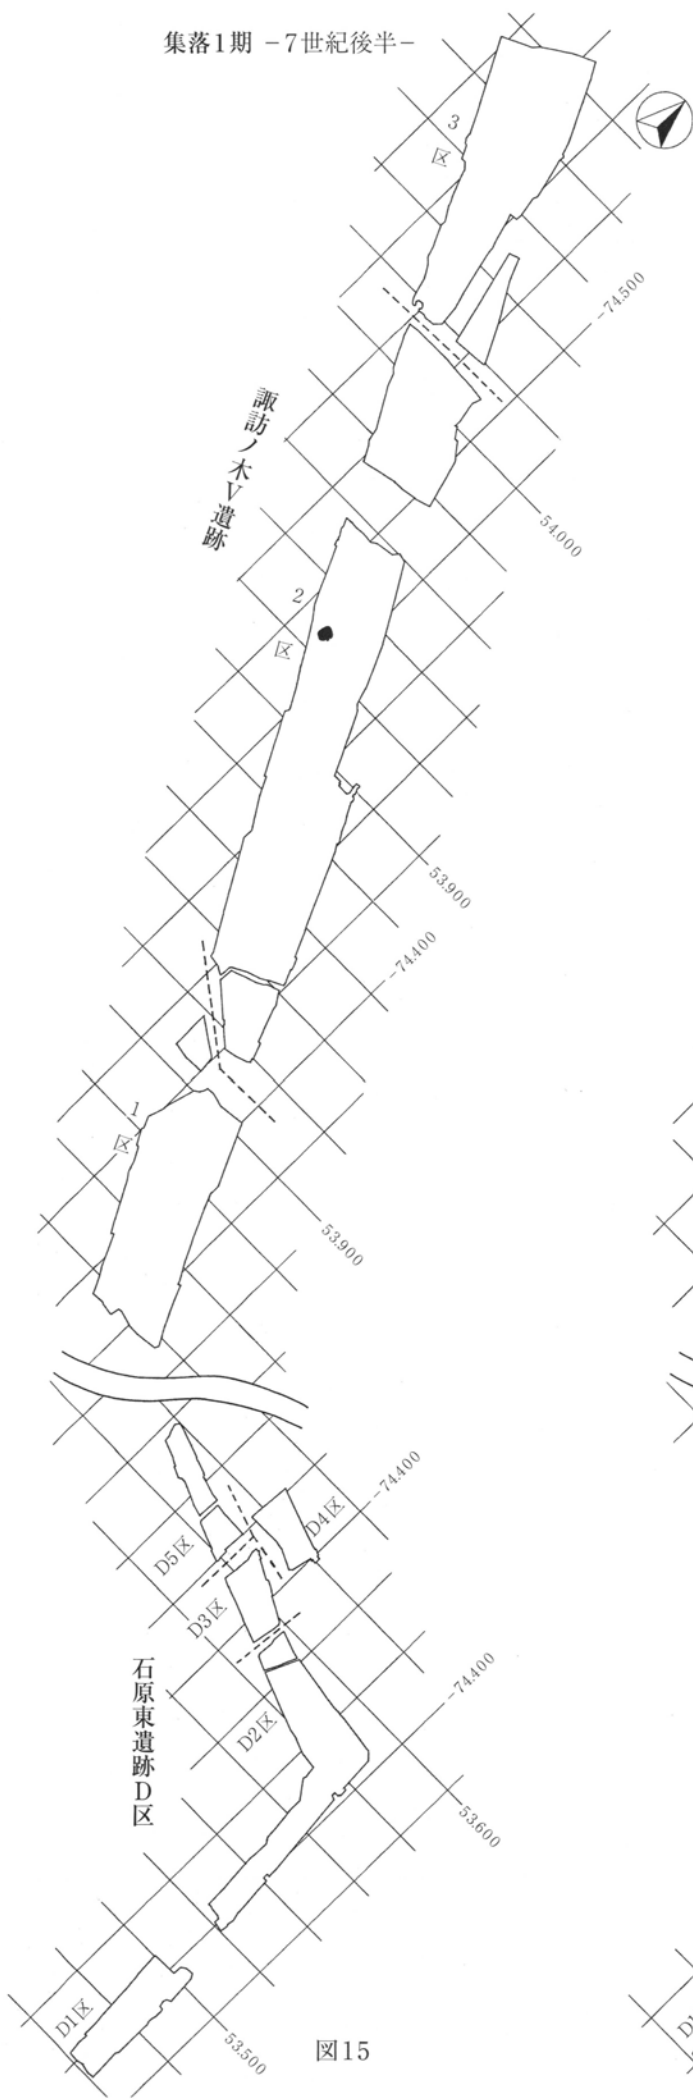 集落1期 -7世紀後半-
3区
-74.500
諏訪ノ木V遺跡
54.000
2区
53.900
-74.400
1区
53.900
-74.400
D4区
D5区
D3区
石原東遺跡D区
-74.400
D2区
53.600
D1区
53.500
図15